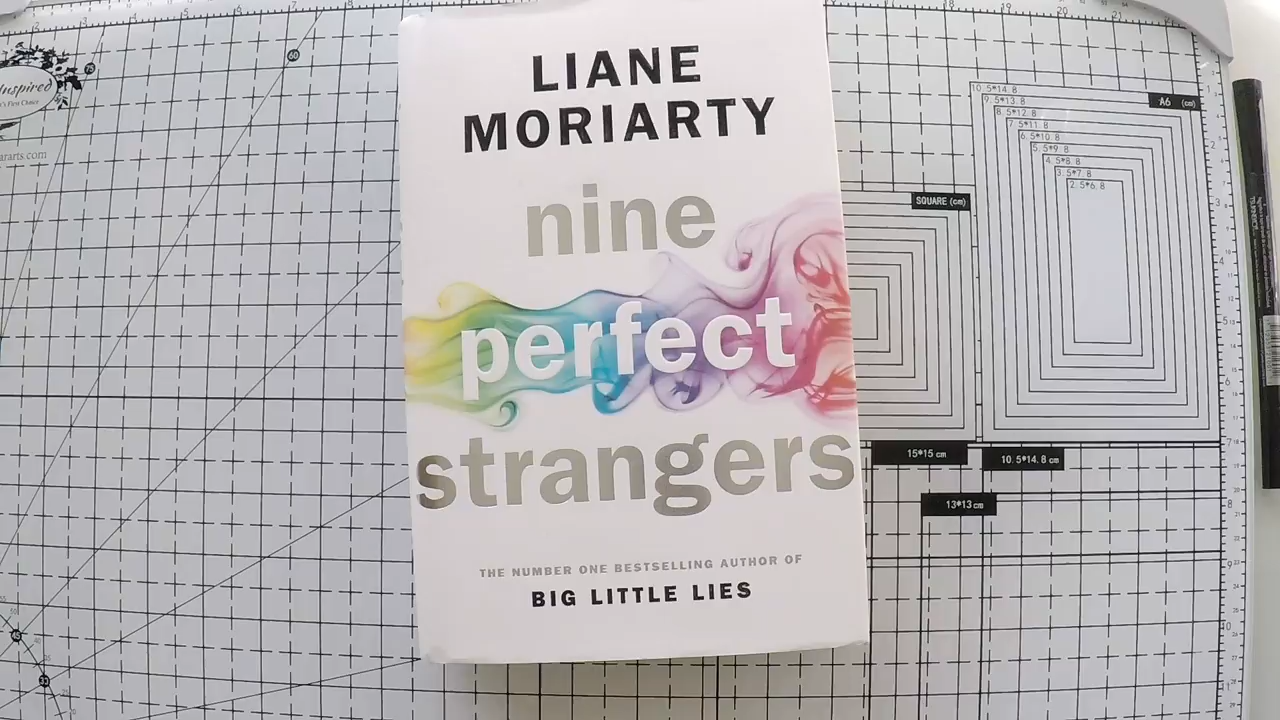 LIANE
MORIARTY
nine
perfect
strangers
THE NUMBER ONE BESTSELLING AUTHOR OF
BIG LITTLE LIES
Inspired
10.5*14.8
9.5*13.8
8.5*12.8
7.5*11.8
6.5*10.8
5.5*9.8
4.5*8.8
3.5*7.8
2.5*6.8
A6 (cm)
SQUARE (cm)
15*15 cm
10.5*14.8 cm
13*13 cm